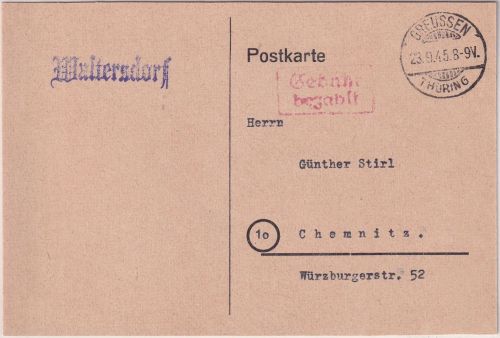 Waltersdorf
Postkarte
GREUSSEN
23.9.45.8-9V.
THÜRING
Gebühr
bezahlt
Herrn
Günther Stirl
10
Chemnitz.
Würzburgerstr. 52